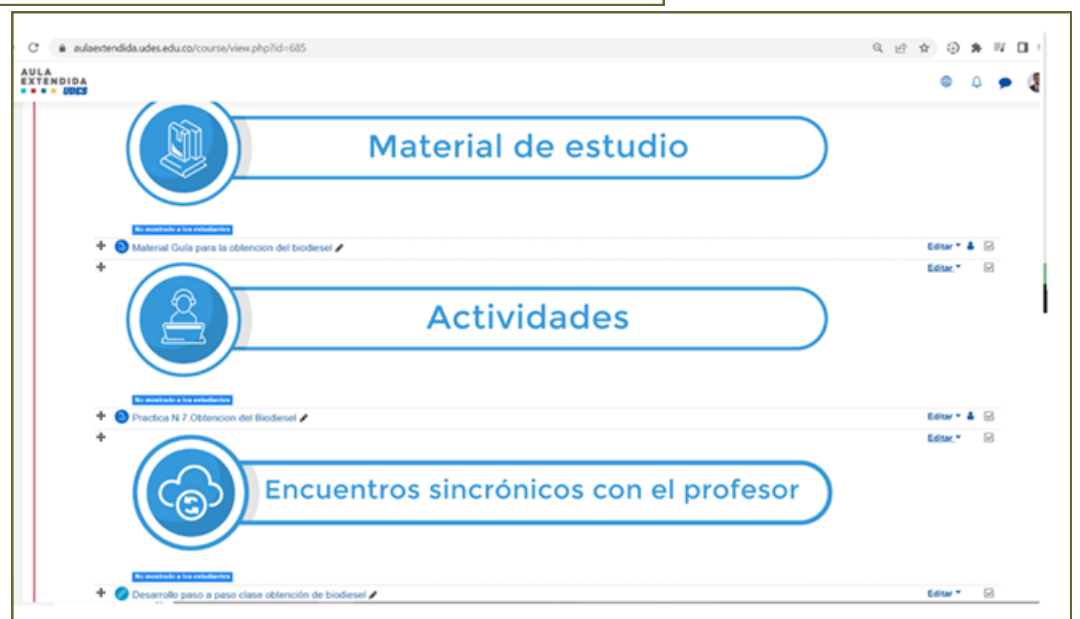 aulaextendida.udes.edu.co/course/view.php?id=685
AULA
EXTENDIDA
UDES
Material de estudio
No mostrado a los estudiantes
Material Guía para la obtencion del biodiesel
Editar
Editar
Actividades
No mostrado a los estudiantes
Practica N 7 Obtencion del Biodiesel
Editar
Editar
Encuentros sincrónicos con el profesor
No mostrado a los estudiantes
Desarrollo paso a paso clase obtención de biodiesel
Editar